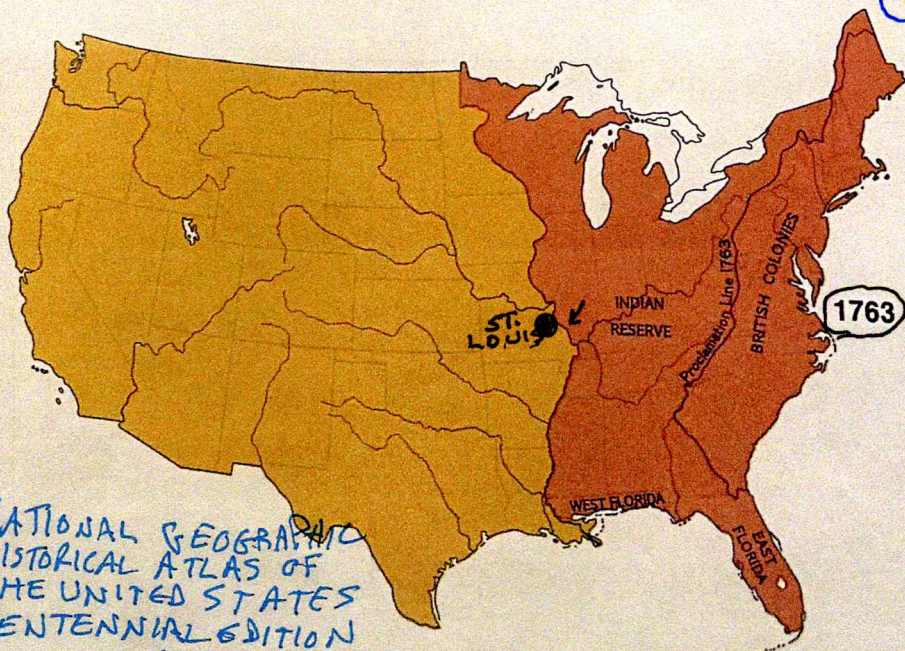 INDIAN
RESERVE
Proclamation Line 1763
BRITISH COLONIES
1763
ST.
LOUIS
WEST FLORIDA
EAST
FLORIDA
ATIONAL GEOGRAPHIC
ISTORICAL ATLAS OF
HE UNITED STATES
ENTENNIAL EDITION